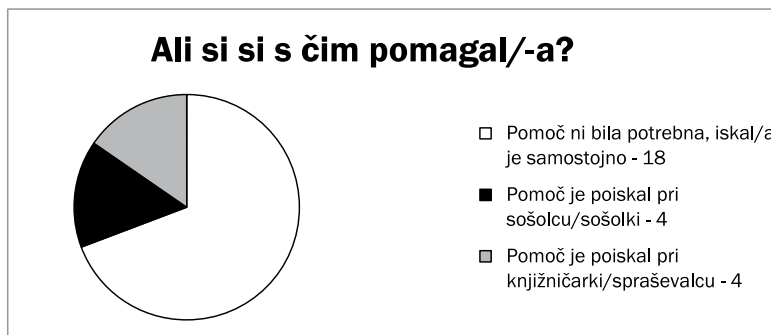 Ali si si s čim pomagal/-a?
Pomoč ni bila potrebna, iskal/a
je samostojno - 18
Pomoč je poiskal pri
sošolcu/sošolki - 4
Pomoč je poiskal pri
knjižničarki/spraševalcu - 4